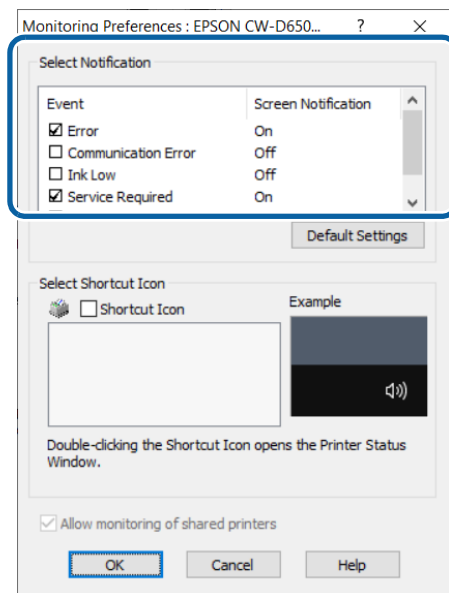 Monitoring Preferences : EPSON CW-D650... ?
Select Notification
Event Screen Notification
Error On
Communication Error Off
Ink Low Off
Service Required On
Default Settings
Select Shortcut Icon
Shortcut Icon
Example
Double-clicking the Shortcut Icon opens the Printer Status
Window.
Allow monitoring of shared printers
OK Cancel Help